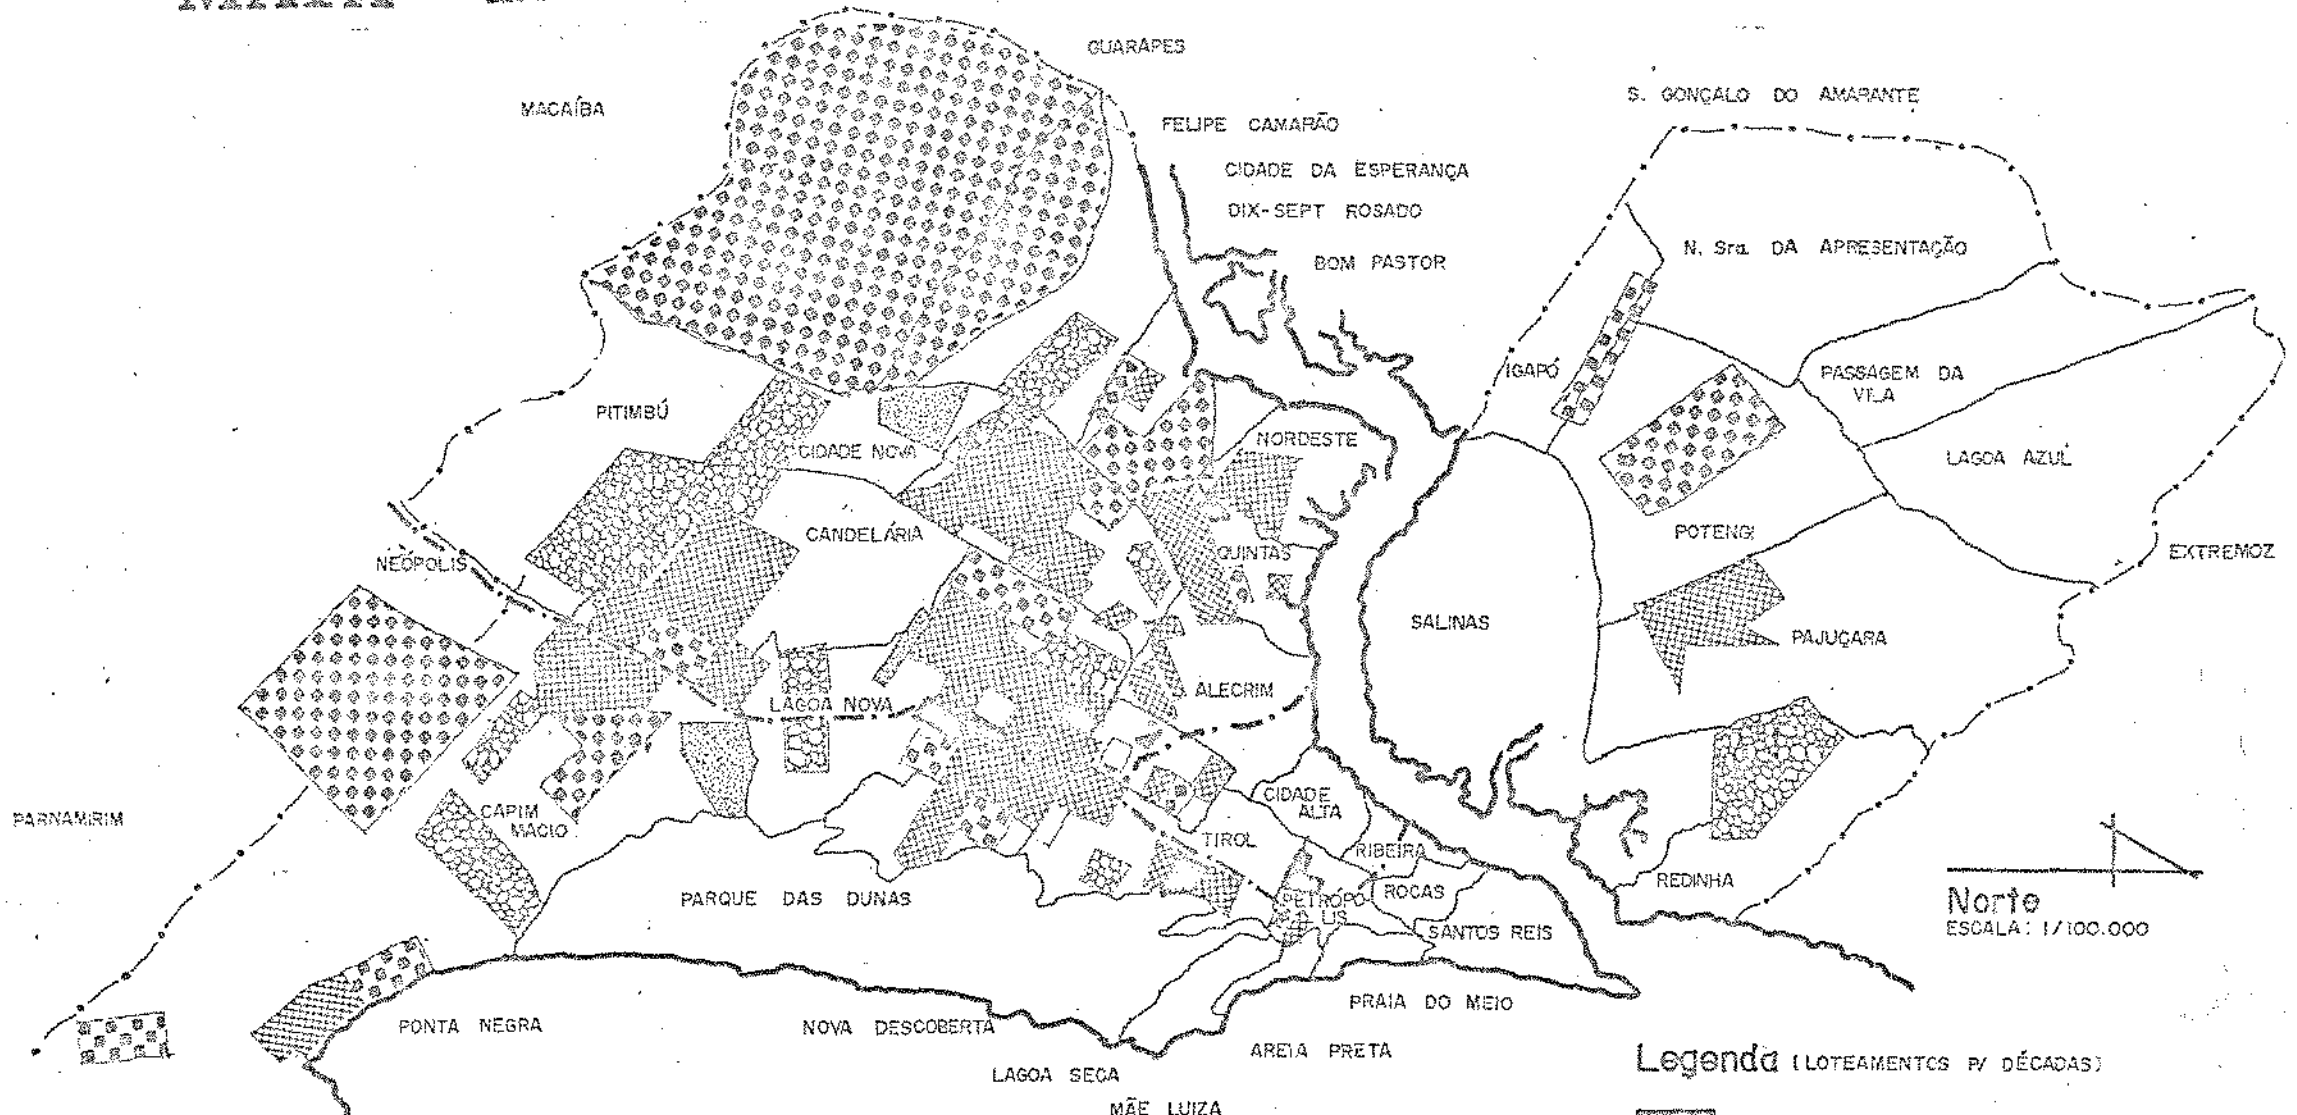 GUARAPES
MACAÍBA
S. GONÇALO DO AMARANTE
FELIPE CAMARÃO
CIDADE DA ESPERANÇA
DIX-SEPT ROSADO
N. Sra. DA APRESENTAÇÃO
BOM PASTOR
IGAPÓ
PASSAGEM DA
VILA
PITIMBÚ
NORDESTE
CIDADE NOVA
LAGOA AZUL
CANDELÁRIA
POTENGI
QUINTAS
EXTREMOZ
NEÓPOLIS
SALINAS
PAJUÇARA
ALECRIM
LAGOA NOVA
CIDADE
ALTA
CAPIM
MACIO
PARNAMIRIM
TIROL
RIBEIRA
REDINHA
ROCAS
PETRÓPO-
LIS
PARQUE DAS DUNAS
Norte
ESCALA: 1/100.000
SANTOS REIS
PRAIA DO MEIO
PONTA NEGRA
NOVA DESCOBERTA
AREIA PRETA
Legenda (LOTEAMENTOS P/ DÉCADAS)
LAGOA SECA
MÃE LUIZA